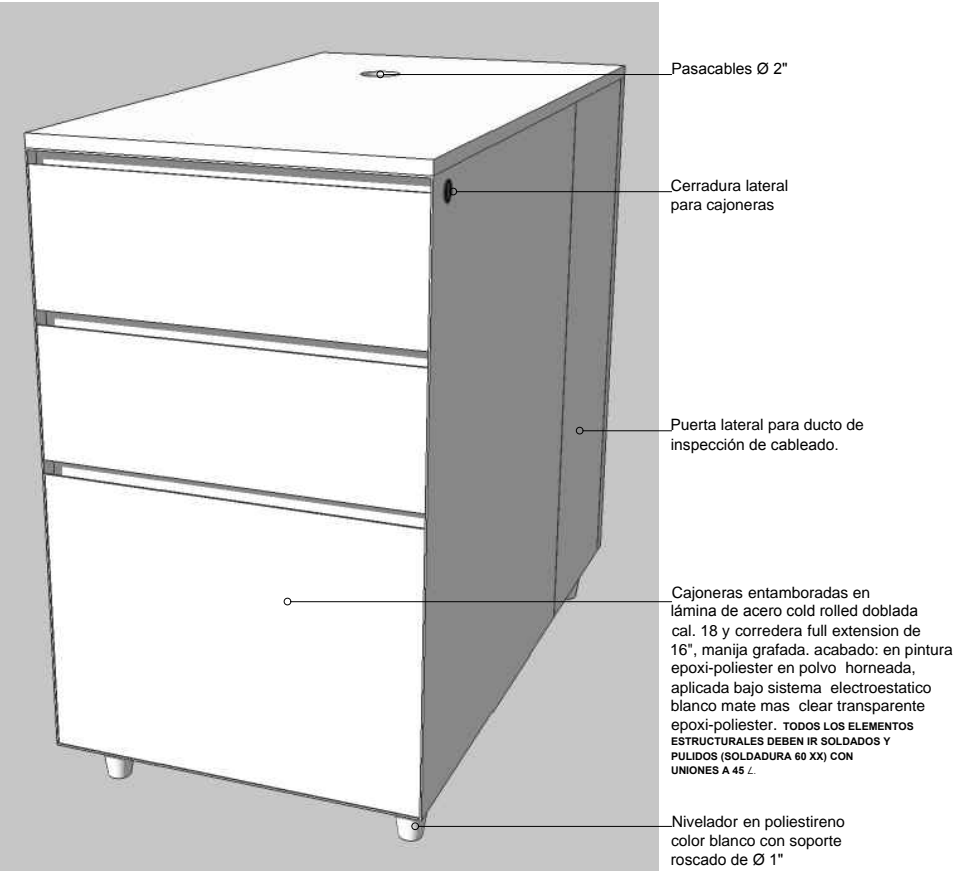 Pasacables Ø 2"
Cerradura lateral
para cajoneras
Puerta lateral para ducto de
inspección de cableado.
Cajoneras entamboradas en
lámina de acero cold rolled doblada
cal. 18 y corredera full extension de
16", manija grafada. acabado: en pintura
epoxi-poliester en polvo horneada,
aplicada bajo sistema electroestatico
blanco mate mas clear transparente
epoxi-poliester. TODOS LOS ELEMENTOS
ESTRUCTURALES DEBEN IR SOLDADOS Y
PULIDOS (SOLDADURA 60 XX) CON
UNIONES A 45 ∠.
Nivelador en poliestireno
color blanco con soporte
roscado de Ø 1"